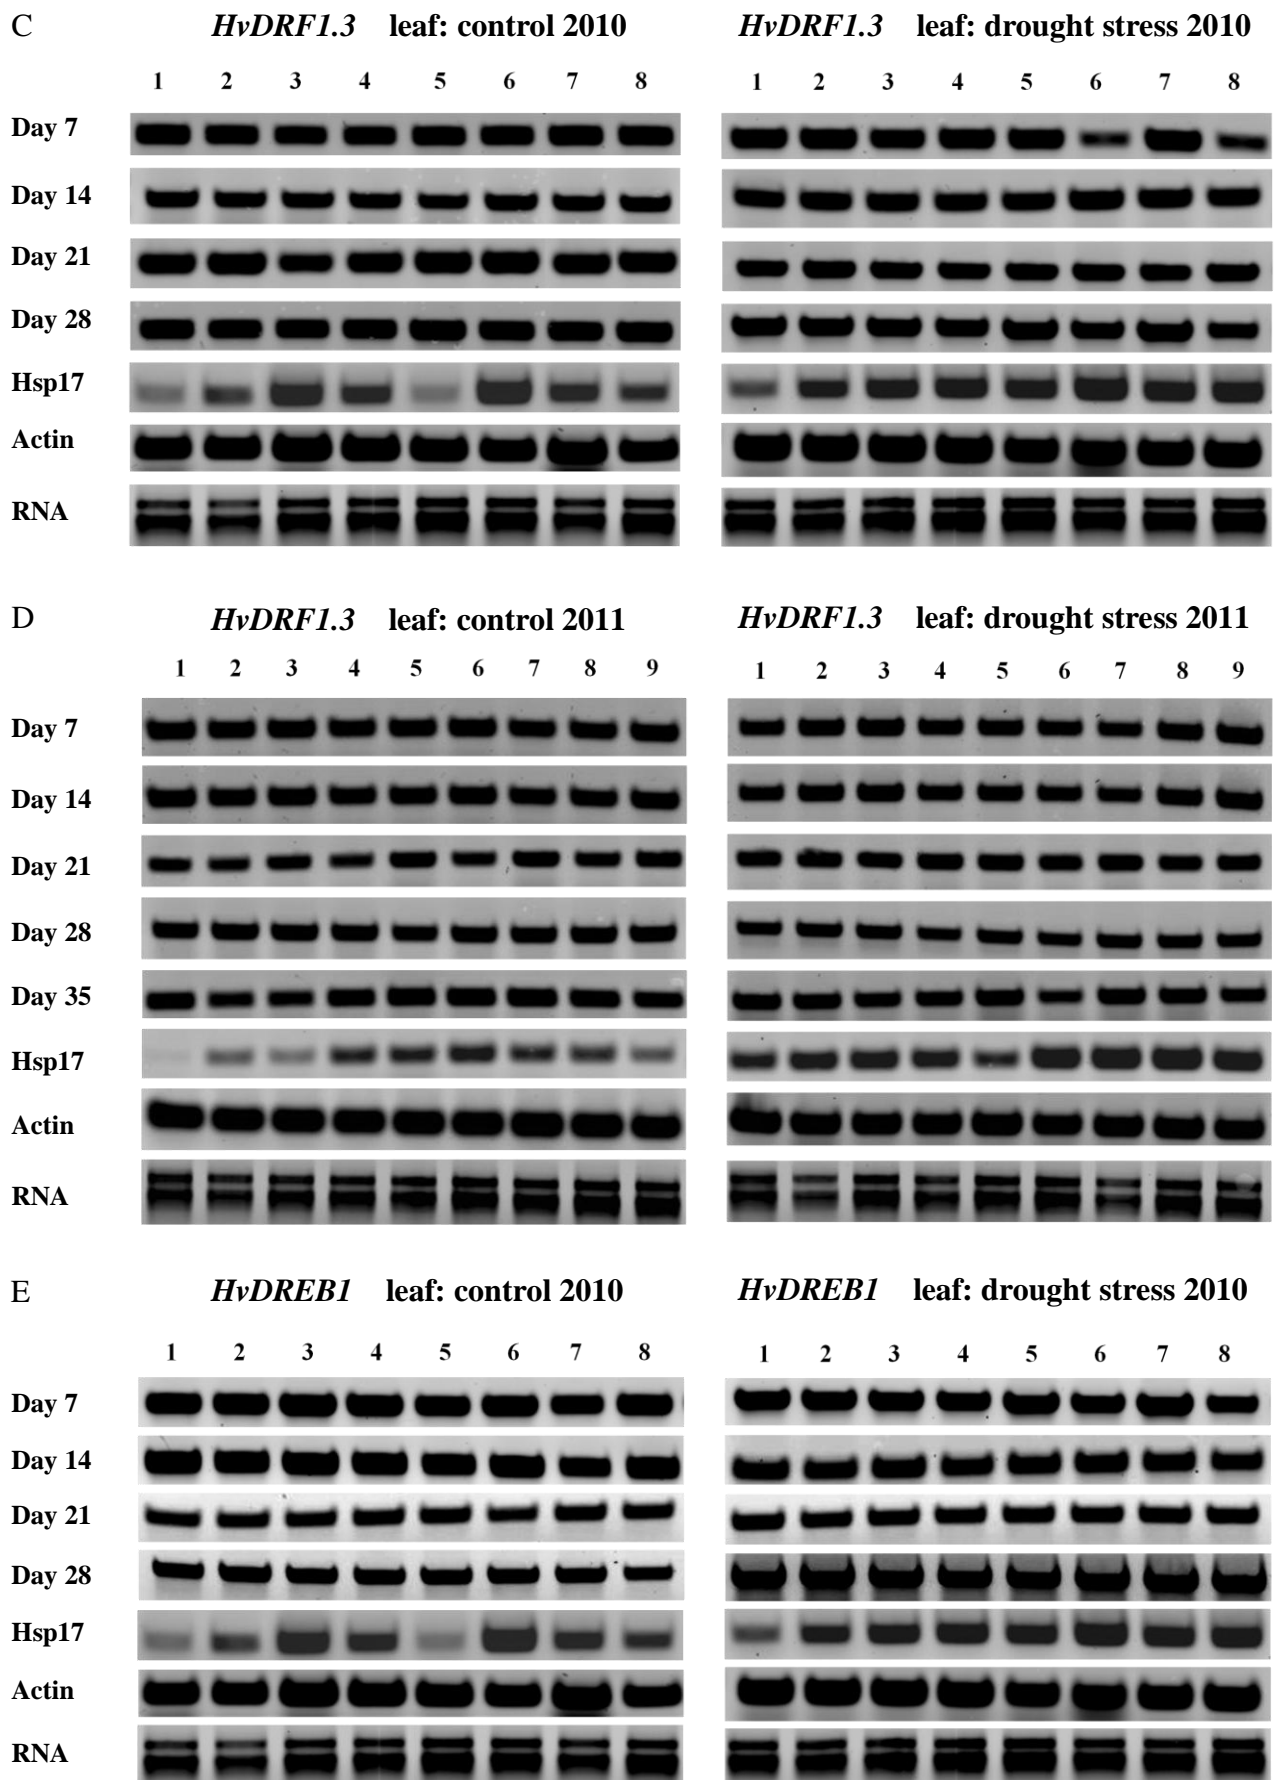 C HvDRF1.3 leaf: control 2010 HvDRF1.3 leaf: drought stress 2010
1 2 3 4 5 6 7 8 1 2 3 4 5 6 7 8
Day 7
Day 14
Day 21
Day 28
Hsp17
Actin
RNA
D HvDRF1.3 leaf: control 2011 HvDRF1.3 leaf: drought stress 2011
1 2 3 4 5 6 7 8 9 1 2 3 4 5 6 7 8 9
Day 7
Day 14
Day 21
Day 28
Day 35
Hsp17
Actin
RNA
E HvDREB1 leaf: control 2010 HvDREB1 leaf: drought stress 2010
1 2 3 4 5 6 7 8 1 2 3 4 5 6 7 8
Day 7
Day 14
Day 21
Day 28
Hsp17
Actin
RNA